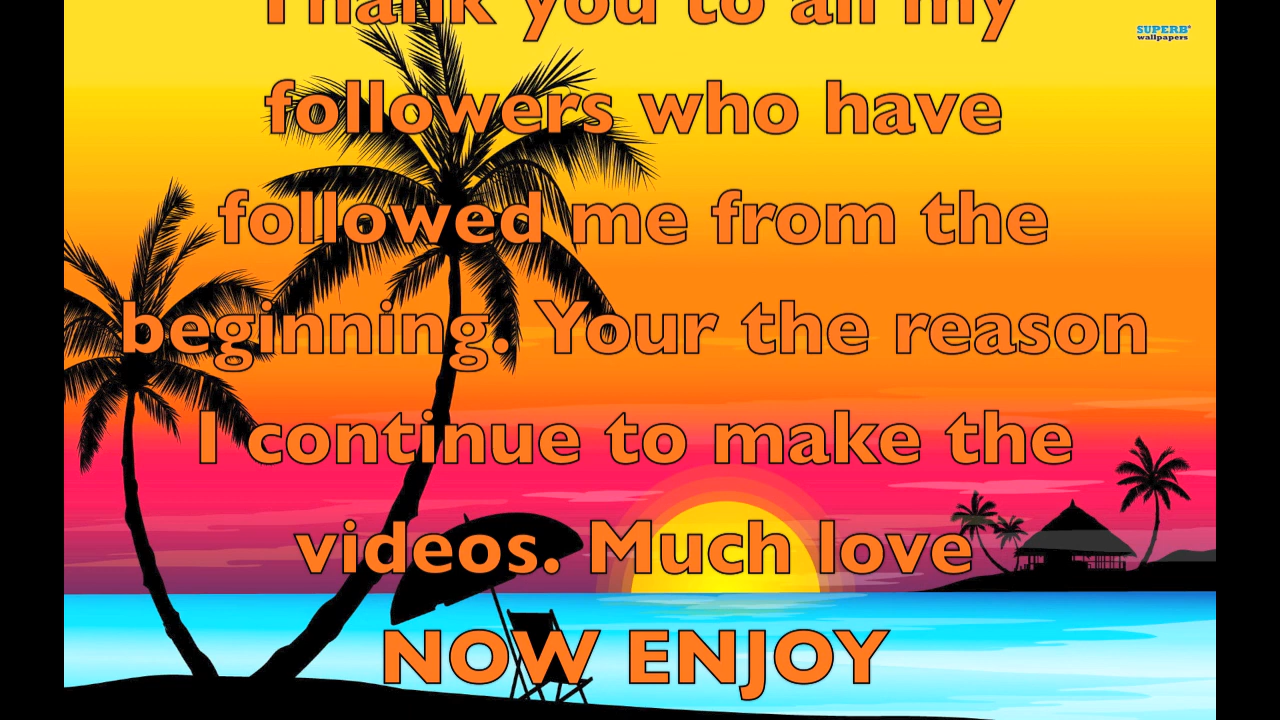 Thank you to all my
SUPERB
wallpapers
followers who have
followed me from the
beginning. Your the reason
I continue to make the
videos. Much love
NOW ENJOY